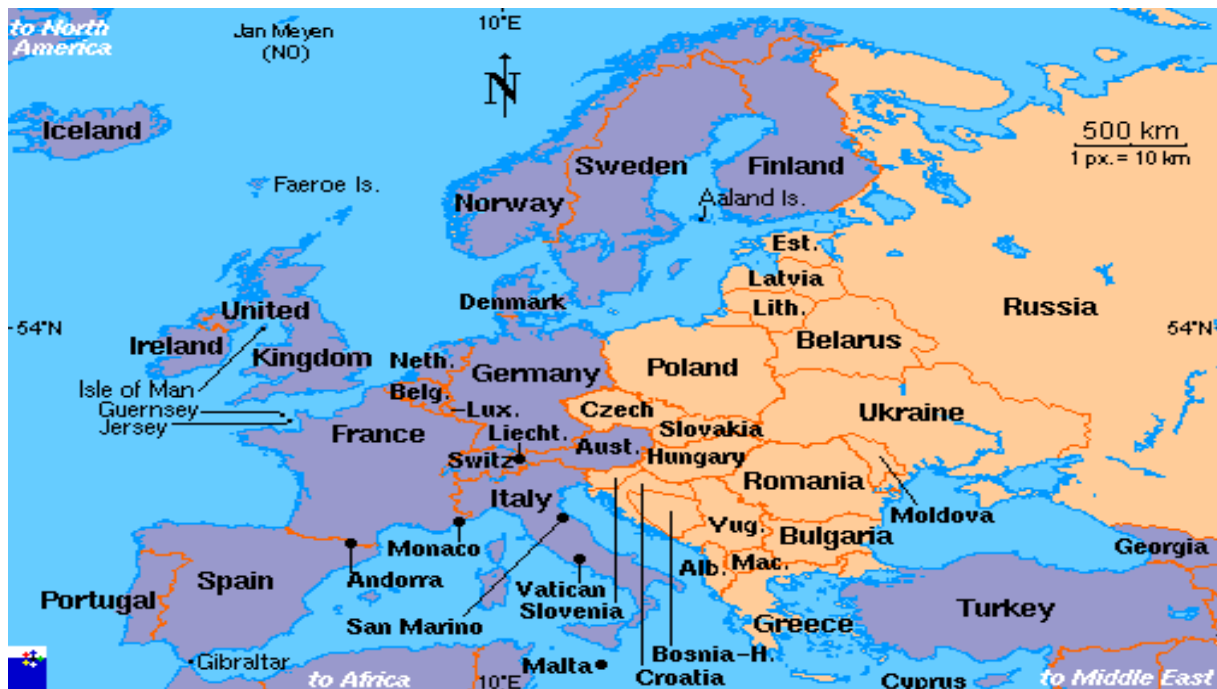 to North
America
Jan Meyen
(NO)
10°E
N
Iceland
500 km
1 px. = 10 km
Faeroe Is.
Sweden
Finland
Norway
Aaland Is.
Est.
Latvia
Denmark
Lith.
Russia
United
54°N
54°N
Ireland
Kingdom
Belarus
Neth.
Germany
Poland
Isle of Man
Belg.
Guernsey
Lux.
Czech
Ukraine
Jersey
France
Liecht.
Slovakia
Switz
Aust.
Hungary
Romania
Italy
Moldova
Yug.
Bulgaria
Monaco
Georgia
Andorra
Alb.
Mac.
Spain
Vatican
Portugal
Slovenia
Turkey
San Marino
Greece
Gibraltar
Malta
Bosnia-H.
to Africa
10°E
Croatia
Cyprus
to Middle East